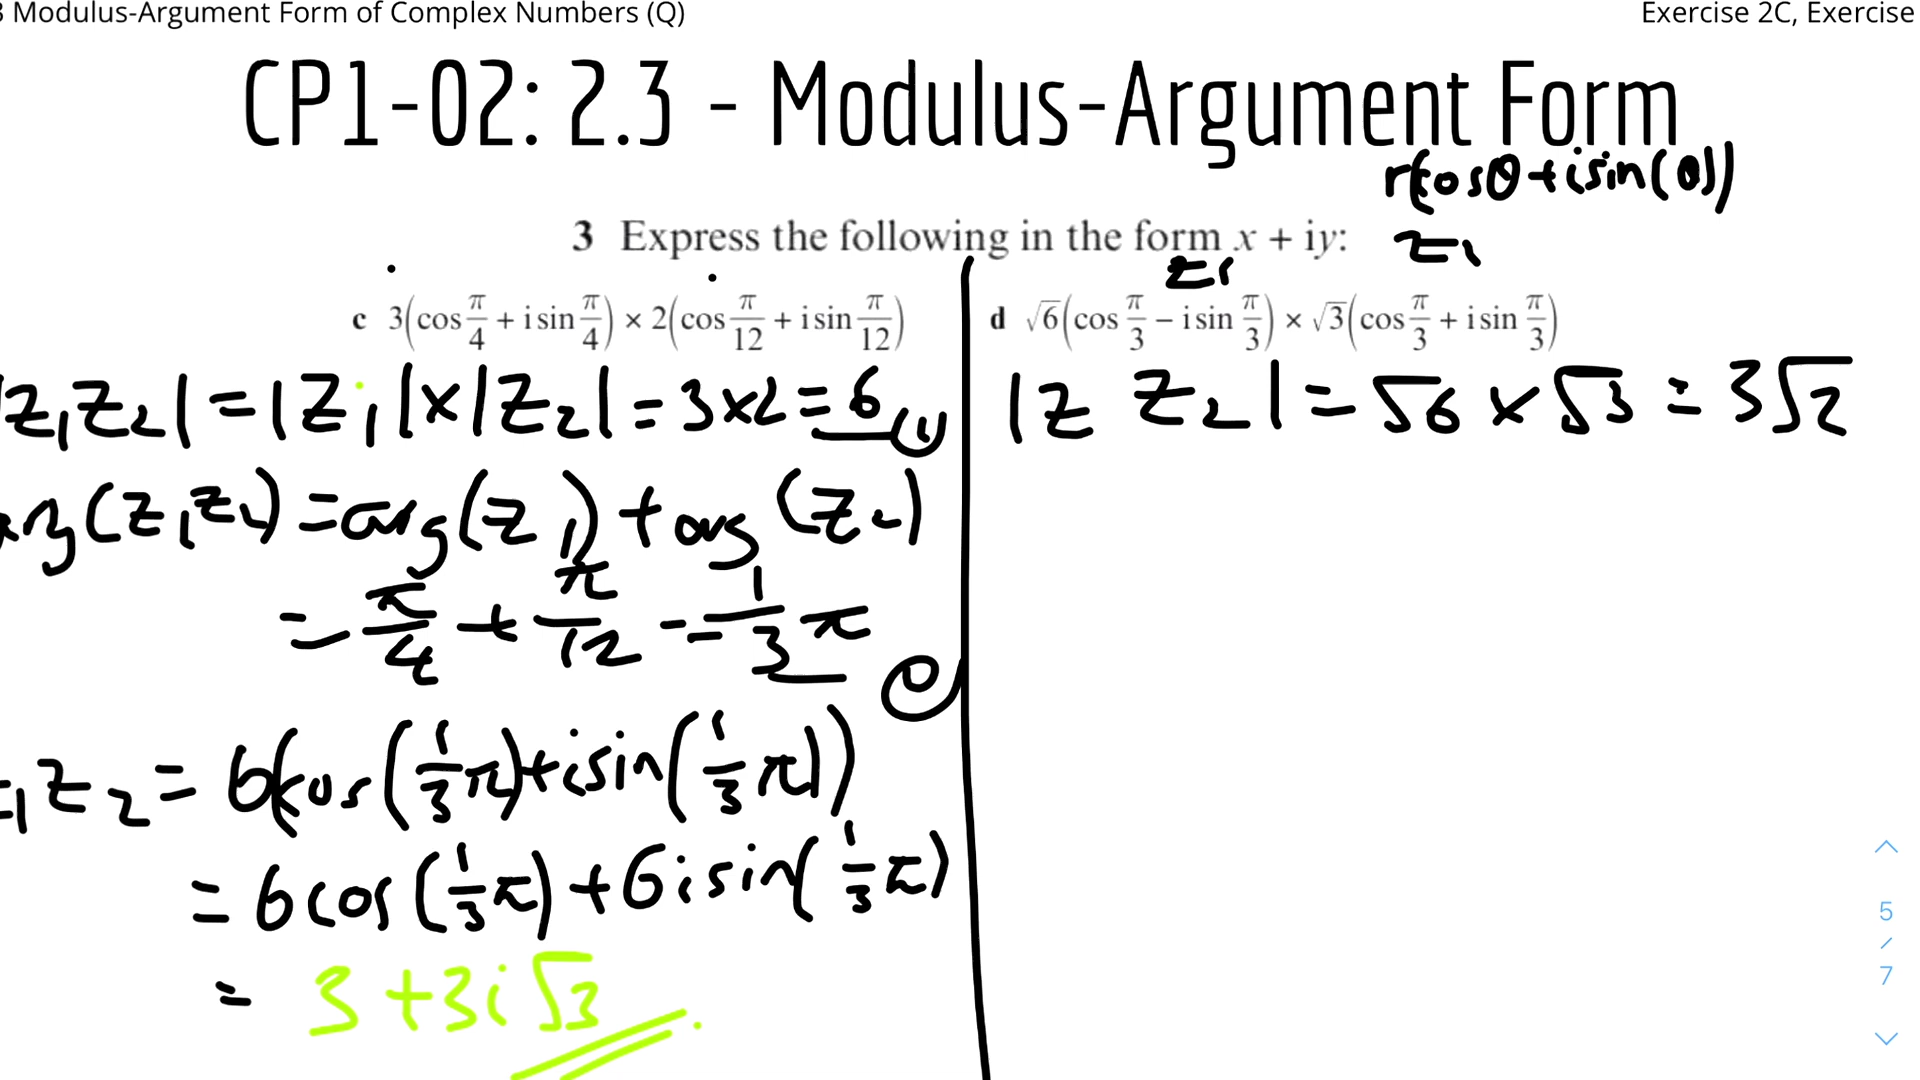 3 Modulus-Argument Form of Complex Numbers (Q)
Exercise 2C, Exercise
CP1-02: 2.3 - Modulus-Argument Form
r(cosθ+isin(θ))
3 Express the following in the form x + iy:
z₁
z₁
c 3(cos π/4 + i sin π/4) × 2(cos π/12 + i sin π/12)
d √6(cos π/3 − i sin π/3) × √3(cos π/3 + i sin π/3)
|z₁z₂| = |z₁|×|z₂| = 3×2 = 6 (1)
arg(z₁z₂) = arg(z₁) + arg(z₂)
= π/4 + π/12 = 1/3 π
z₁z₂ = 6(cos(1/3 π)+isin(1/3 π))
= 6cos(1/3 π) + 6isin(1/3 π)
= 3+3i√3
|z z₂| = √6 × √3 = 3√2
5
/
7